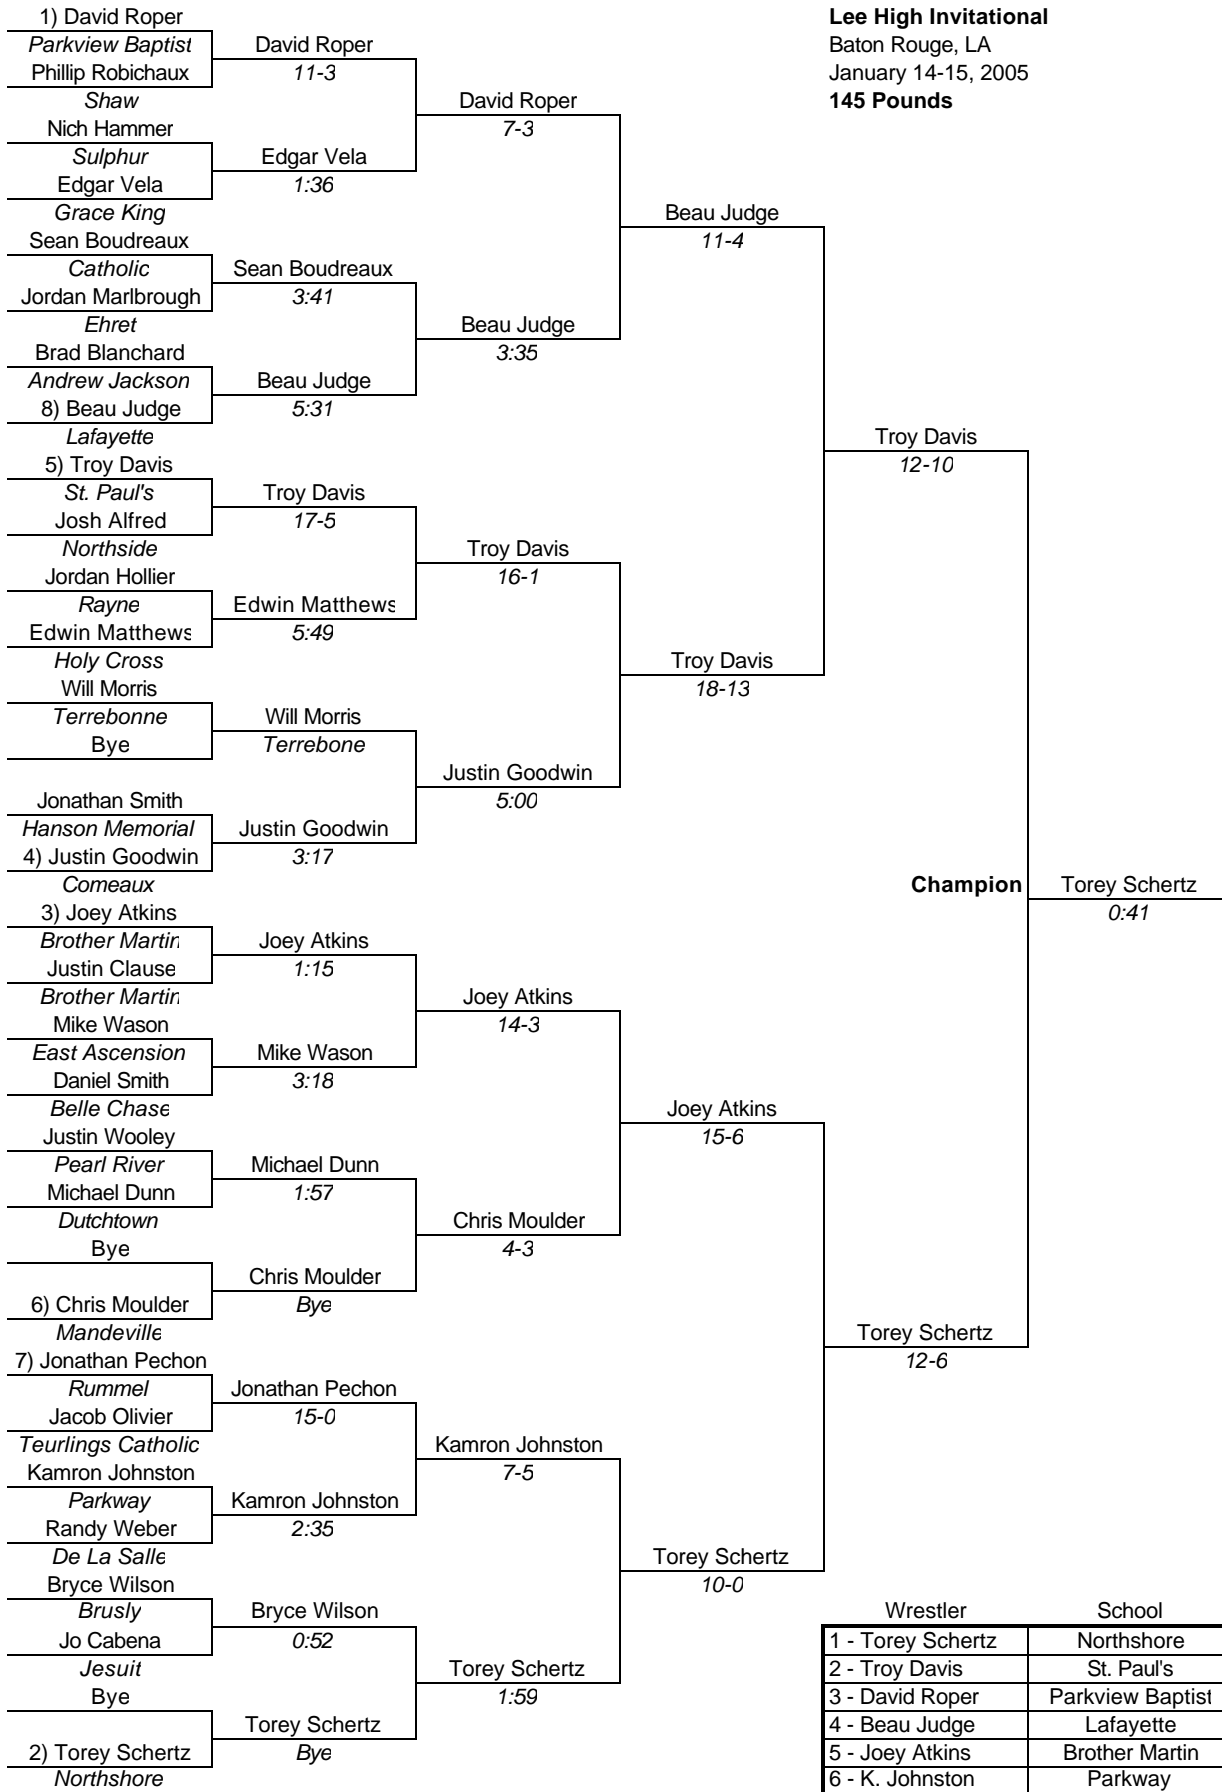 Lee High Invitational
Baton Rouge, LA
January 14-15, 2005
145 Pounds
1) David Roper
Parkview Baptist
Phillip Robichaux
Shaw
Nich Hammer
Sulphur
Edgar Vela
Grace King
Sean Boudreaux
Catholic
Jordan Marlbrough
Ehret
Brad Blanchard
Andrew Jackson
8) Beau Judge
Lafayette
5) Troy Davis
St. Paul's
Josh Alfred
Northside
Jordan Hollier
Rayne
Edwin Matthews
Holy Cross
Will Morris
Terrebonne
Bye
Jonathan Smith
Hanson Memorial
4) Justin Goodwin
Comeaux
3) Joey Atkins
Brother Martin
Justin Clause
Brother Martin
Mike Wason
East Ascension
Daniel Smith
Belle Chase
Justin Wooley
Pearl River
Michael Dunn
Dutchtown
Bye
6) Chris Moulder
Mandeville
7) Jonathan Pechon
Rummel
Jacob Olivier
Teurlings Catholic
Kamron Johnston
Parkway
Randy Weber
De La Salle
Bryce Wilson
Brusly
Jo Cabena
Jesuit
Bye
2) Torey Schertz
Northshore
David Roper
11-3
Edgar Vela
1:36
Sean Boudreaux
3:41
Beau Judge
5:31
Troy Davis
17-5
Edwin Matthews
5:49
Will Morris
Terrebone
Justin Goodwin
3:17
Joey Atkins
1:15
Mike Wason
3:18
Michael Dunn
1:57
Chris Moulder
Bye
Jonathan Pechon
15-0
Kamron Johnston
2:35
Bryce Wilson
0:52
Torey Schertz
Bye
David Roper
7-3
Beau Judge
3:35
Troy Davis
16-1
Justin Goodwin
5:00
Joey Atkins
14-3
Chris Moulder
4-3
Kamron Johnston
7-5
Torey Schertz
1:59
Beau Judge
11-4
Troy Davis
18-13
Joey Atkins
15-6
Torey Schertz
10-0
Troy Davis
12-10
Torey Schertz
12-6
Champion
Torey Schertz
0:41
Wrestler School
1 - Torey Schertz Northshore
2 - Troy Davis St. Paul's
3 - David Roper Parkview Baptist
4 - Beau Judge Lafayette
5 - Joey Atkins Brother Martin
6 - K. Johnston Parkway